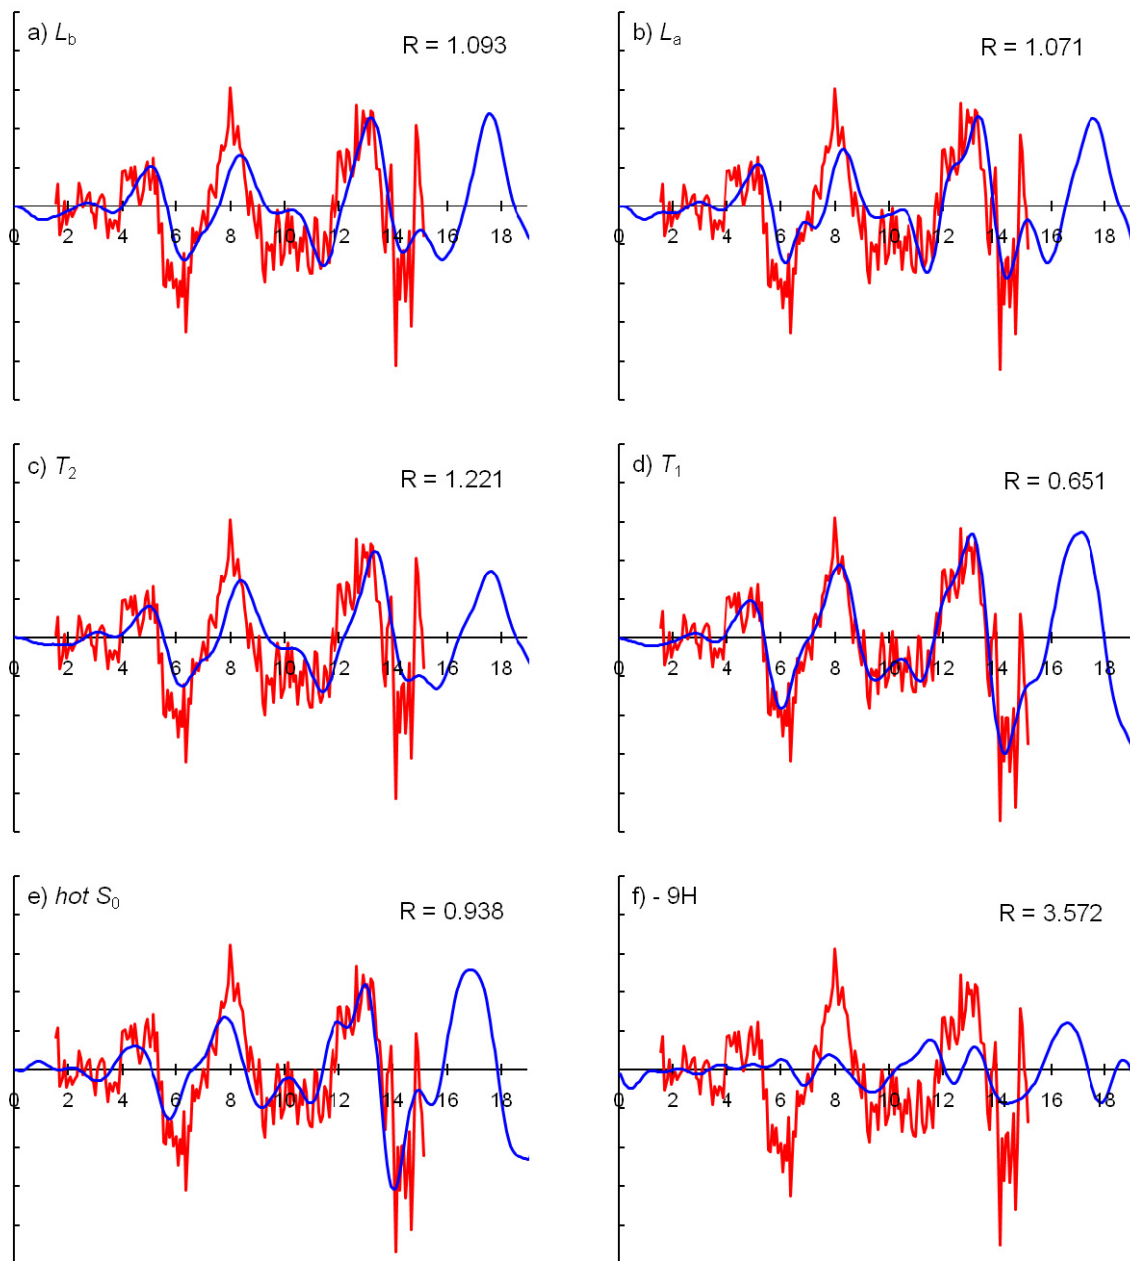 a) Lb
R = 1.093
0 2 4 6 8 10 12 14 16 18
b) La
R = 1.071
0 2 4 6 8 10 12 14 16 18
c) T2
R = 1.221
0 2 4 6 8 10 12 14 16 18
d) T1
R = 0.651
0 2 4 6 8 10 12 14 16 18
e) hot S0
R = 0.938
0 2 4 6 8 10 12 14 16 18
f) - 9H
R = 3.572
0 2 4 6 8 10 12 14 16 18